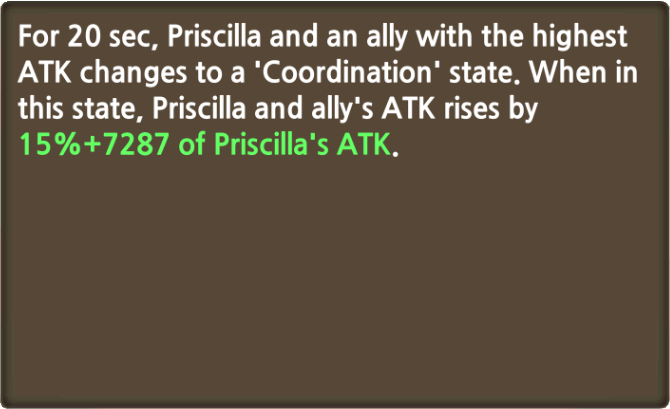 For 20 sec, Priscilla and an ally with the highest
ATK changes to a 'Coordination' state. When in
this state, Priscilla and ally's ATK rises by
15%+7287 of Priscilla's ATK.